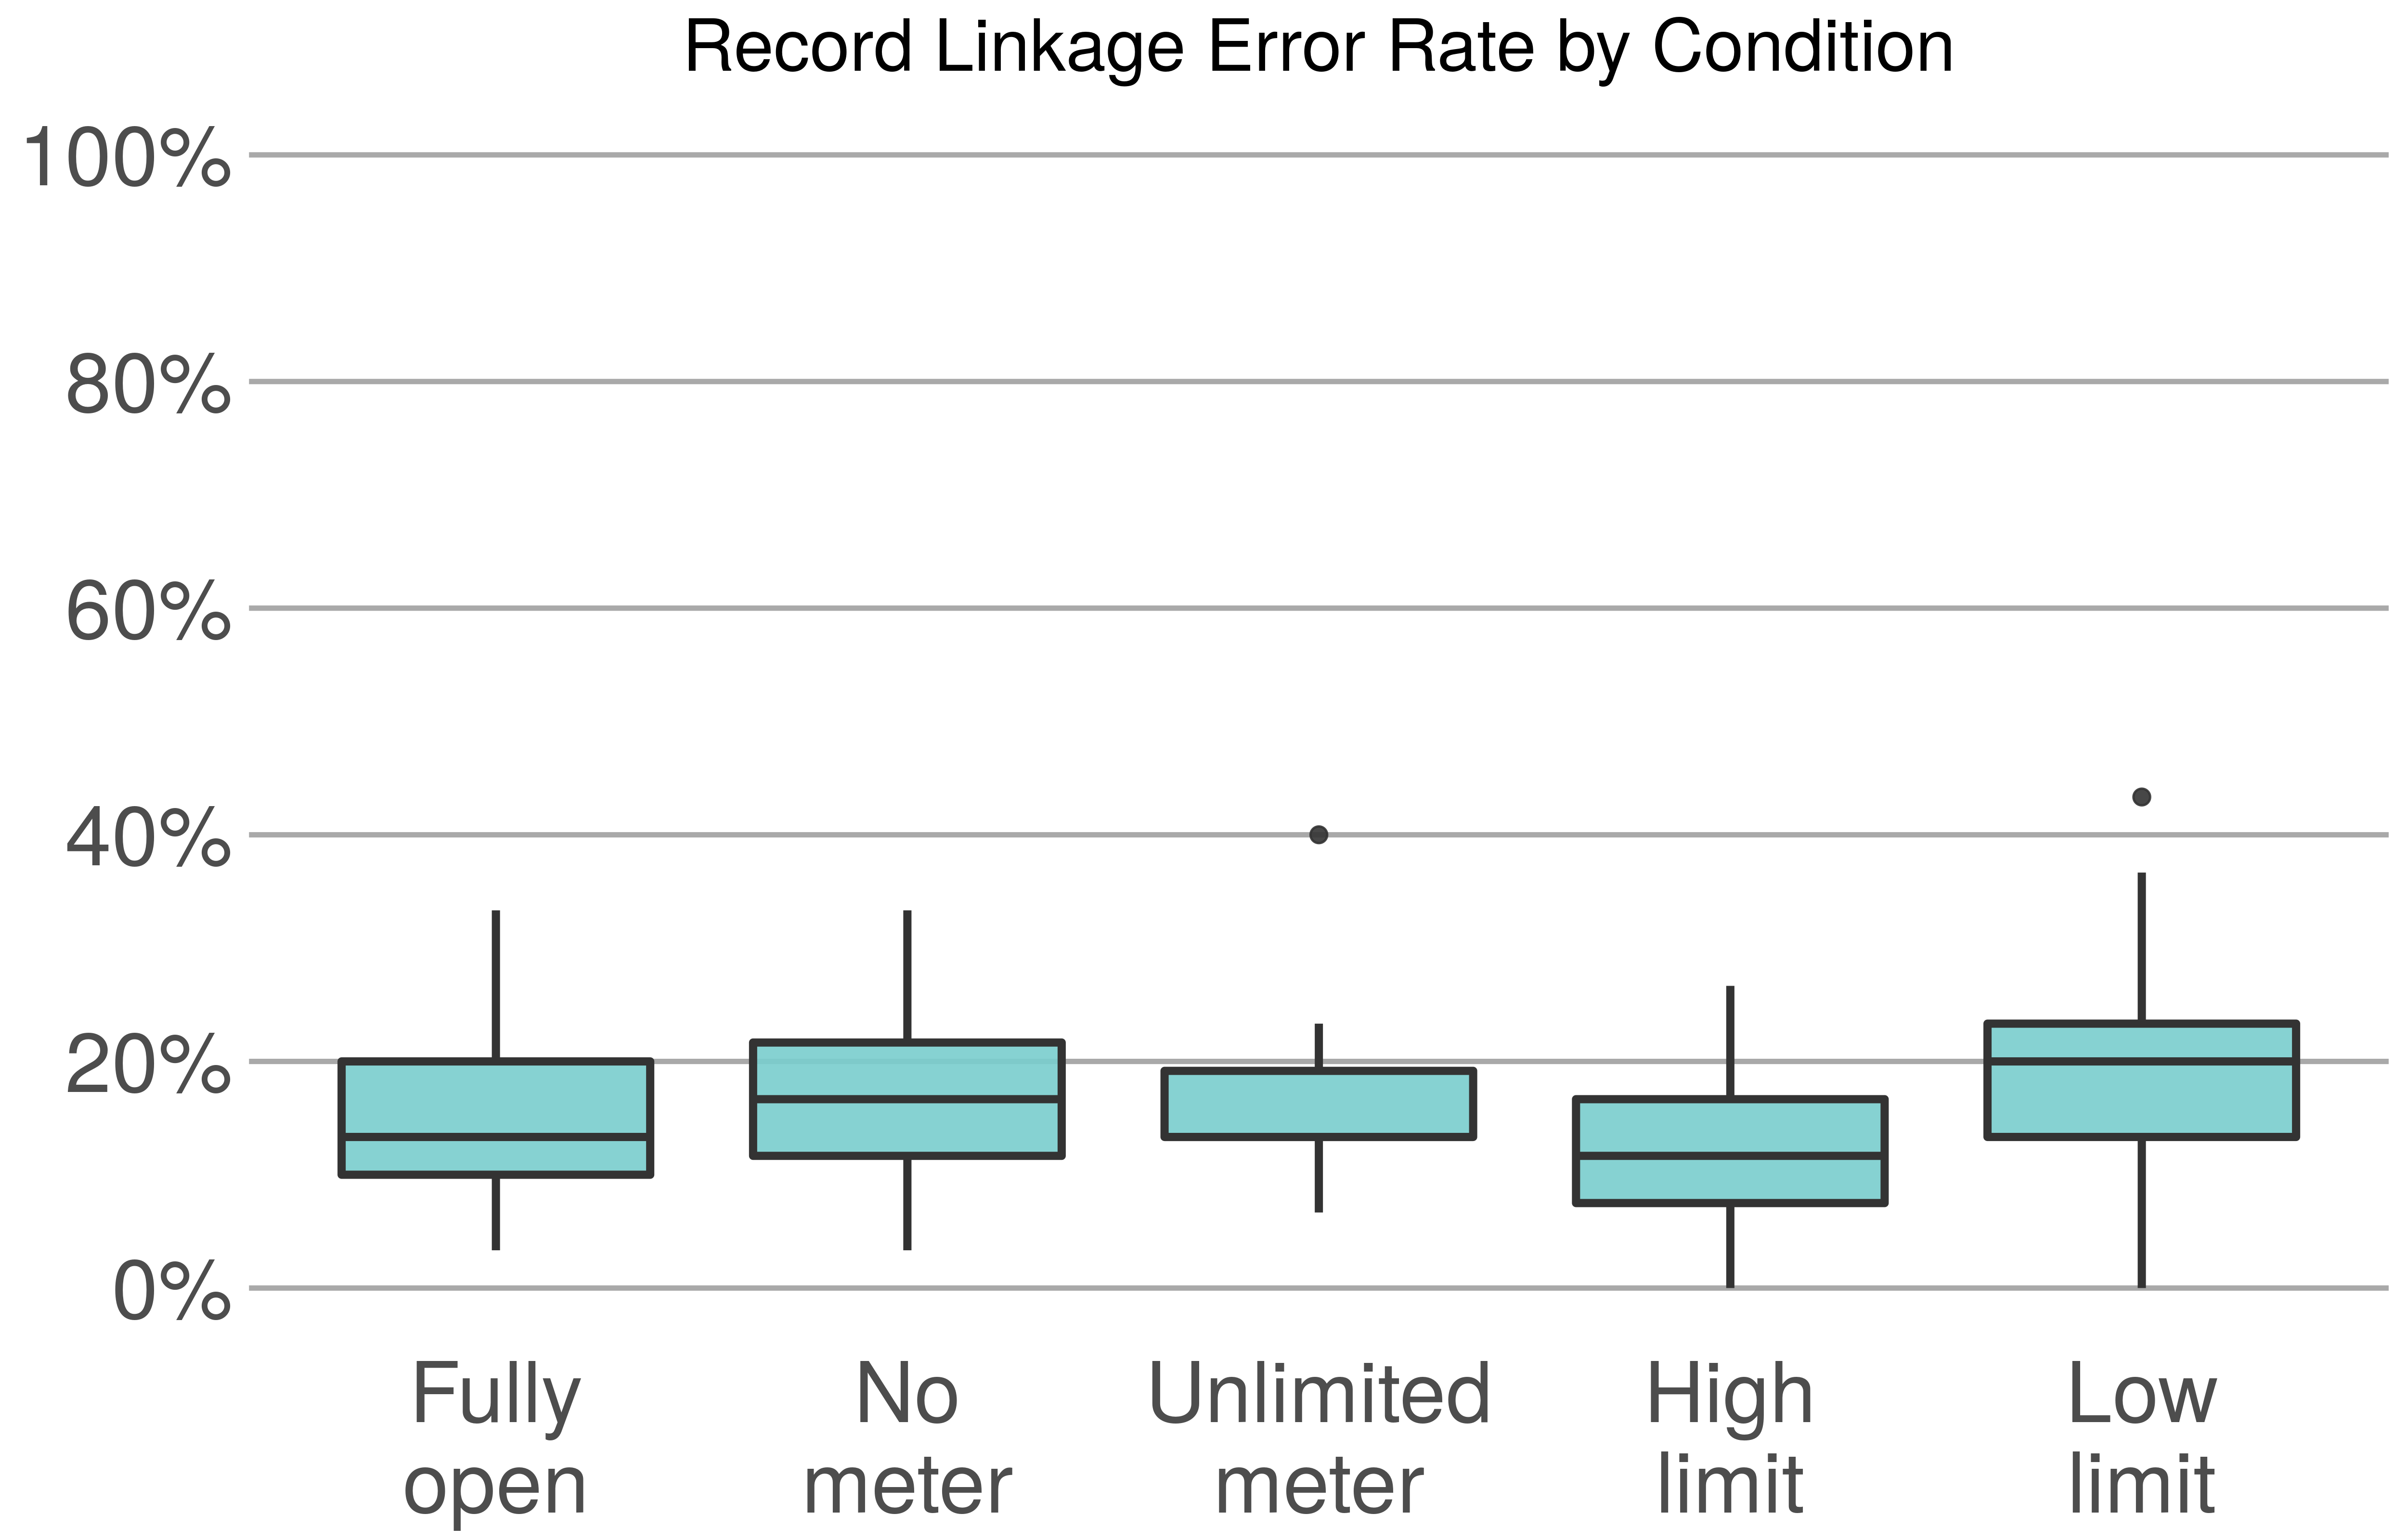 Record Linkage Error Rate by Condition
100%
80%
60%
40%
20%
0%
Fully open
No meter
Unlimited meter
High limit
Low limit